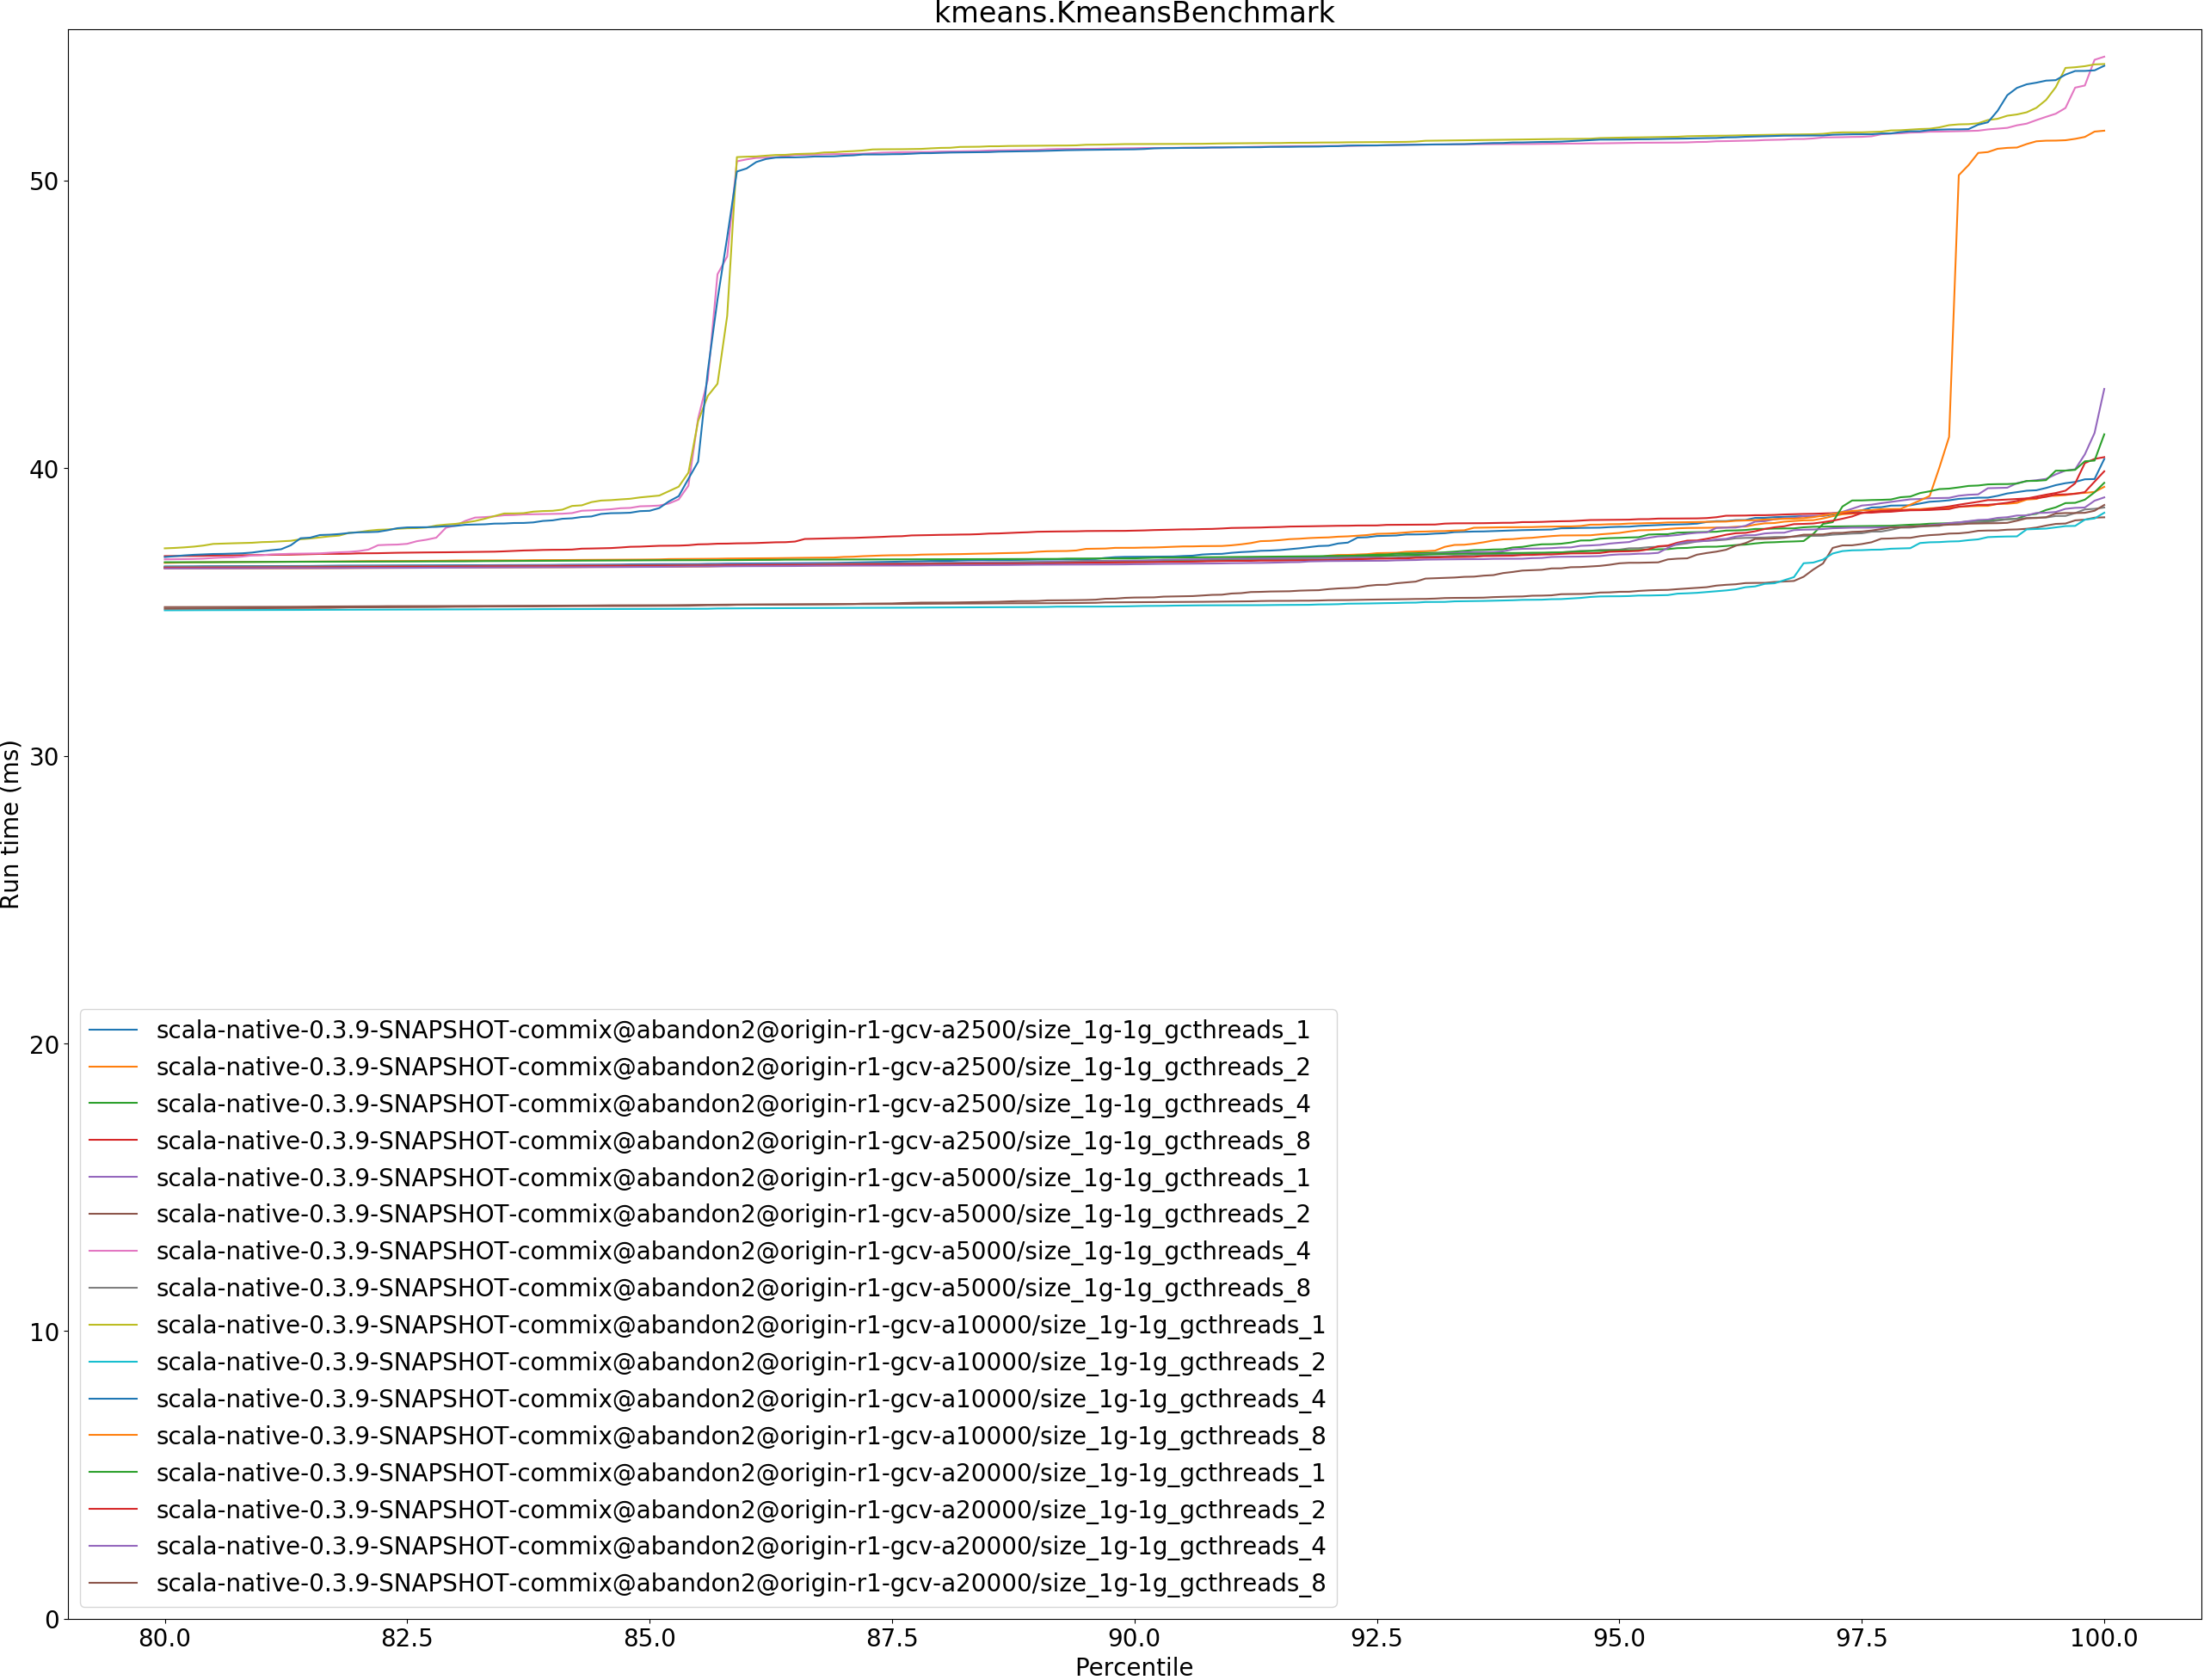 kmeans.KmeansBenchmark
Run time (ms)
50
40
30
20
10
0
scala-native-0.3.9-SNAPSHOT-commix@abandon2@origin-r1-gcv-a2500/size_1g-1g_gcthreads_1
scala-native-0.3.9-SNAPSHOT-commix@abandon2@origin-r1-gcv-a2500/size_1g-1g_gcthreads_2
scala-native-0.3.9-SNAPSHOT-commix@abandon2@origin-r1-gcv-a2500/size_1g-1g_gcthreads_4
scala-native-0.3.9-SNAPSHOT-commix@abandon2@origin-r1-gcv-a2500/size_1g-1g_gcthreads_8
scala-native-0.3.9-SNAPSHOT-commix@abandon2@origin-r1-gcv-a5000/size_1g-1g_gcthreads_1
scala-native-0.3.9-SNAPSHOT-commix@abandon2@origin-r1-gcv-a5000/size_1g-1g_gcthreads_2
scala-native-0.3.9-SNAPSHOT-commix@abandon2@origin-r1-gcv-a5000/size_1g-1g_gcthreads_4
scala-native-0.3.9-SNAPSHOT-commix@abandon2@origin-r1-gcv-a5000/size_1g-1g_gcthreads_8
scala-native-0.3.9-SNAPSHOT-commix@abandon2@origin-r1-gcv-a10000/size_1g-1g_gcthreads_1
scala-native-0.3.9-SNAPSHOT-commix@abandon2@origin-r1-gcv-a10000/size_1g-1g_gcthreads_2
scala-native-0.3.9-SNAPSHOT-commix@abandon2@origin-r1-gcv-a10000/size_1g-1g_gcthreads_4
scala-native-0.3.9-SNAPSHOT-commix@abandon2@origin-r1-gcv-a10000/size_1g-1g_gcthreads_8
scala-native-0.3.9-SNAPSHOT-commix@abandon2@origin-r1-gcv-a20000/size_1g-1g_gcthreads_1
scala-native-0.3.9-SNAPSHOT-commix@abandon2@origin-r1-gcv-a20000/size_1g-1g_gcthreads_2
scala-native-0.3.9-SNAPSHOT-commix@abandon2@origin-r1-gcv-a20000/size_1g-1g_gcthreads_4
scala-native-0.3.9-SNAPSHOT-commix@abandon2@origin-r1-gcv-a20000/size_1g-1g_gcthreads_8
80.0 82.5 85.0 87.5 90.0 92.5 95.0 97.5 100.0
Percentile